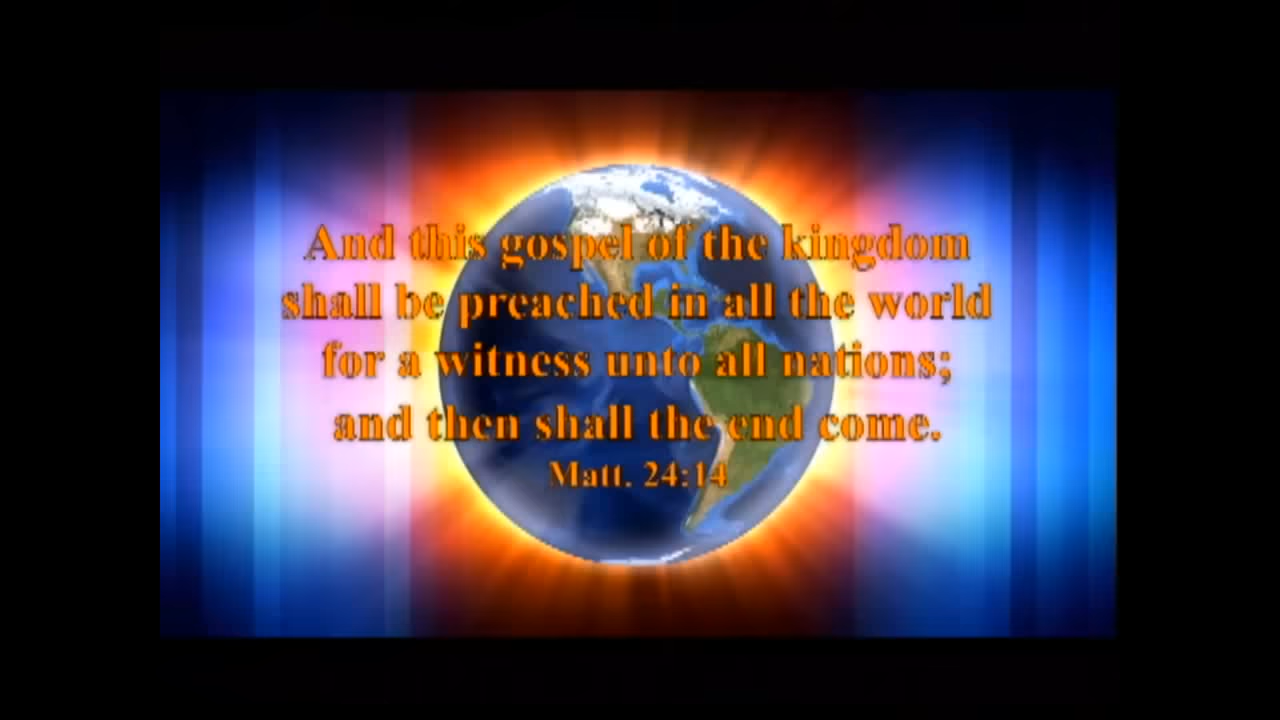 And this gospel of the kingdom
shall be preached in all the world
for a witness unto all nations;
and then shall the end come.
Matt. 24:14